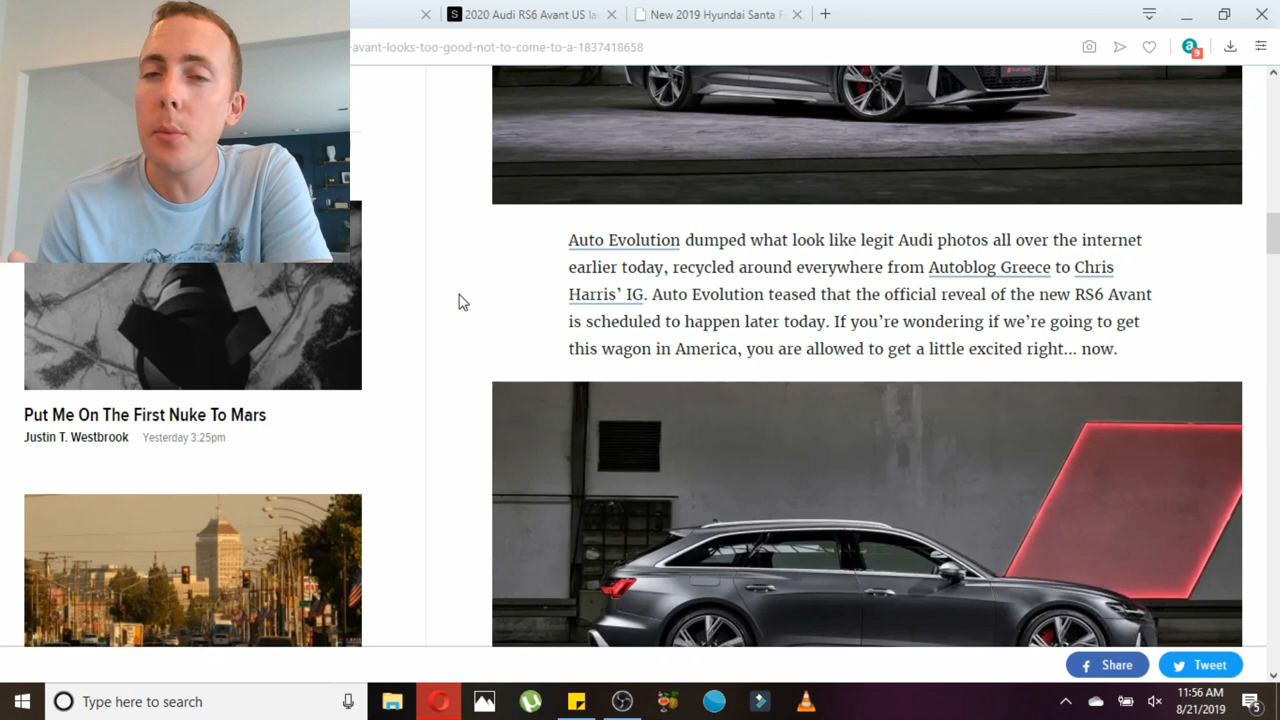 2020 Audi RS6 Avant US la
New 2019 Hyundai Santa F
-avant-looks-too-good-not-to-come-to-a-1837418658
9
Auto Evolution dumped what look like legit Audi photos all over the internet
earlier today, recycled around everywhere from Autoblog Greece to Chris
Harris’ IG. Auto Evolution teased that the official reveal of the new RS6 Avant
is scheduled to happen later today. If you’re wondering if we’re going to get
this wagon in America, you are allowed to get a little excited right... now.
Put Me On The First Nuke To Mars
Justin T. Westbrook Yesterday 3:25pm
Share
Tweet
Type here to search
11:56 AM
8/21/2019
5